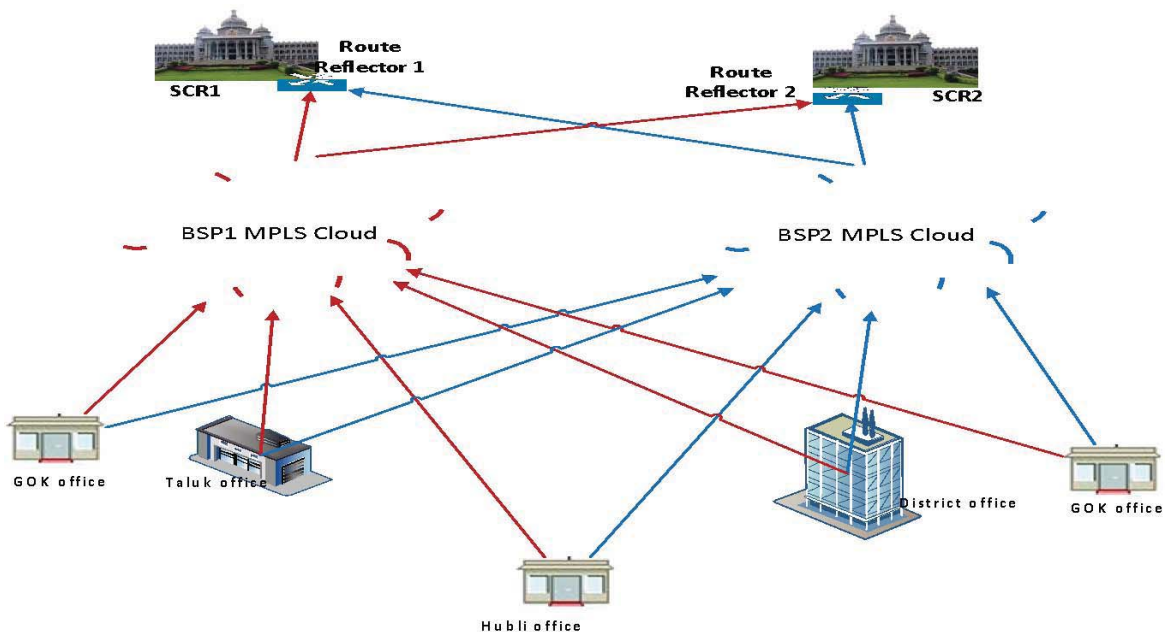 Route
Reflector 1
SCR1
Route
Reflector 2
SCR2
BSP1 MPLS Cloud
BSP2 MPLS Cloud
GOK office
Taluk office
District office
GOK office
Hubli office